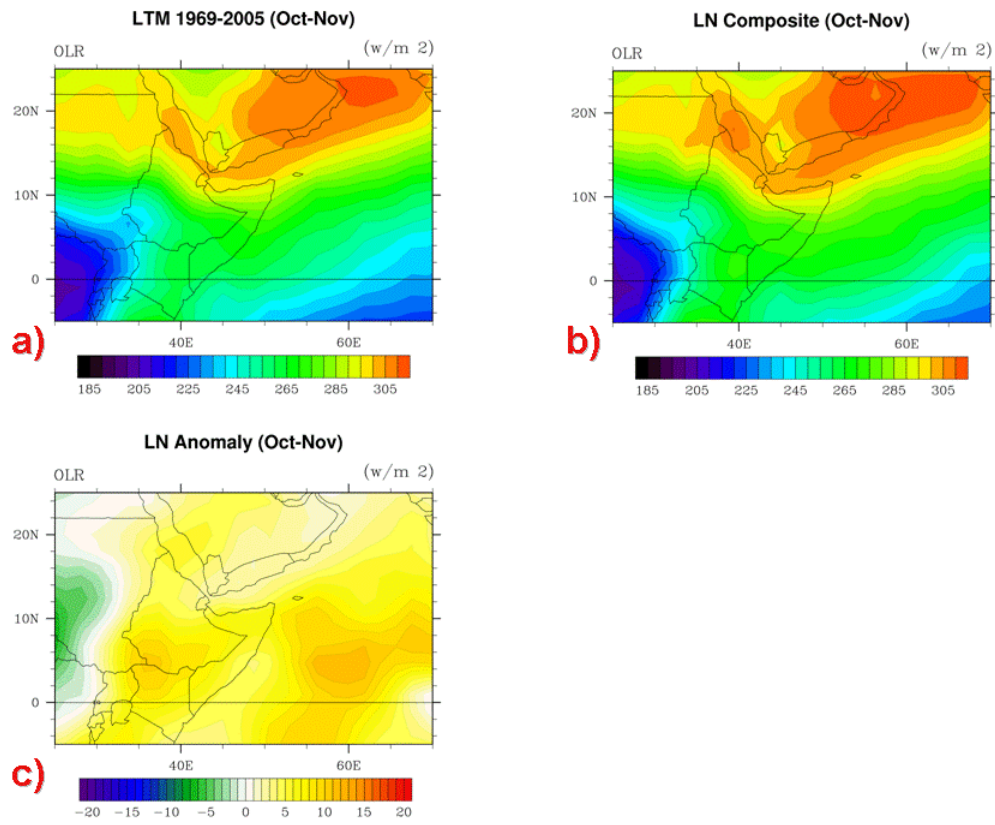 LTM 1969-2005 (Oct-Nov)
OLR (w/m 2)
20N
10N
0
40E 60E
a)
185 205 225 245 265 285 305
LN Composite (Oct-Nov)
OLR (w/m 2)
20N
10N
0
40E 60E
b)
185 205 225 245 265 285 305
LN Anomaly (Oct-Nov)
OLR (w/m 2)
20N
10N
0
40E 60E
c)
−20 −15 −10 −5 0 5 10 15 20